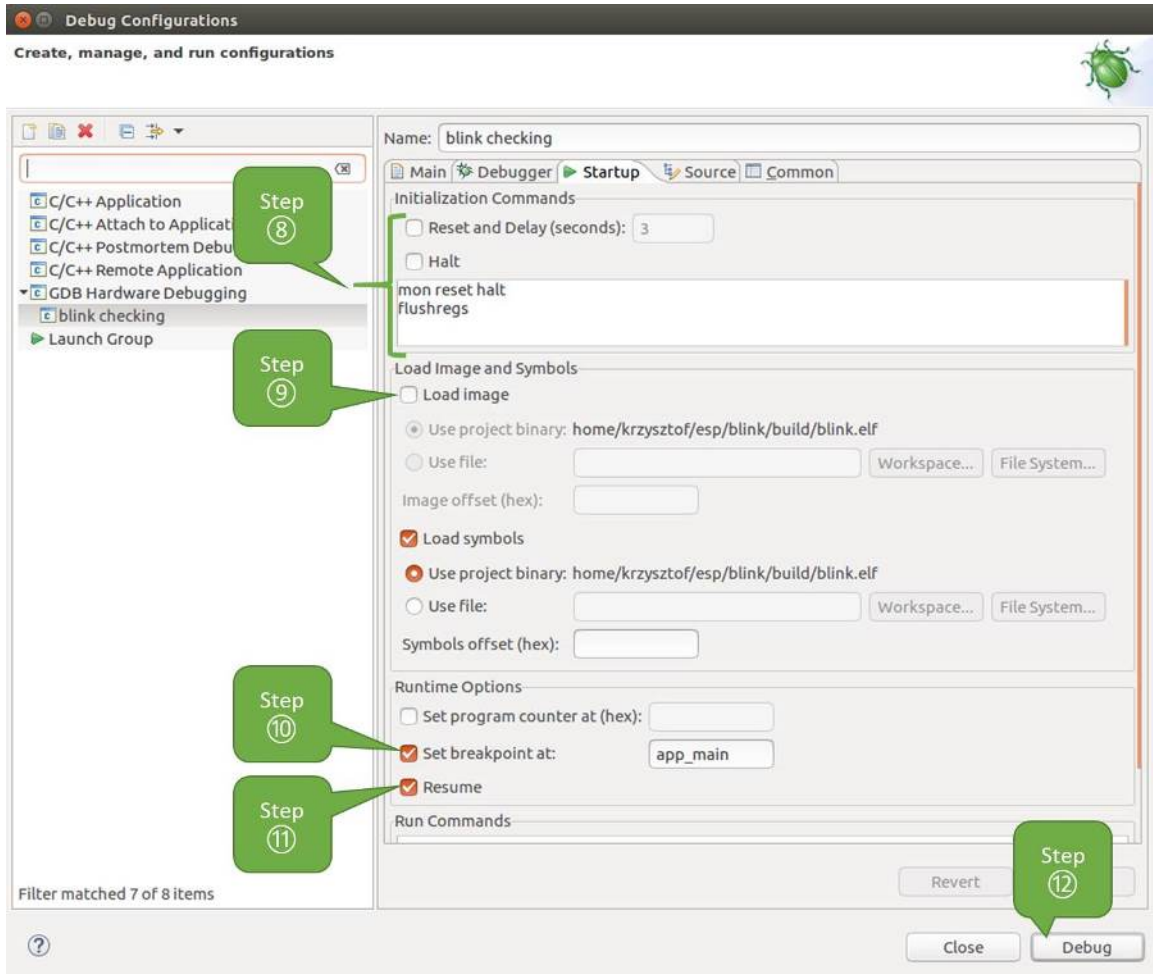 Debug Configurations
Create, manage, and run configurations
Name: blink checking
Main Debugger Startup Source Common
C/C++ Application
C/C++ Attach to Applicati
C/C++ Postmortem Debu
C/C++ Remote Application
GDB Hardware Debugging
blink checking
Launch Group
Filter matched 7 of 8 items
Step
⑧
Initialization Commands
Reset and Delay (seconds): 3
Halt
mon reset halt
flushregs
Step
⑨
Load Image and Symbols
Load image
Use project binary: home/krzysztof/esp/blink/build/blink.elf
Use file: Workspace... File System...
Image offset (hex):
Load symbols
Use project binary: home/krzysztof/esp/blink/build/blink.elf
Use file: Workspace... File System...
Symbols offset (hex):
Step
⑩
Runtime Options
Set program counter at (hex):
Set breakpoint at: app_main
Step
⑪
Resume
Run Commands
Step
⑫
Revert
Close Debug